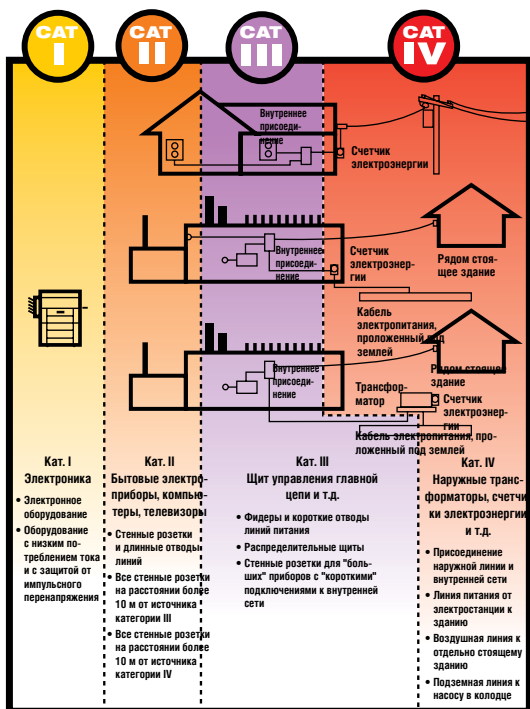 CAT
I
CAT
II
CAT
III
CAT
IV
Внутреннее
присоеди-
нение
Счетчик
электроэнергии
Внутреннее
присоеди-
нение
Счетчик
электроэнер-
гии
Рядом стоя-
щее здание
Кабель
электропитания,
проложенный под
землей
Внутреннее
присоеди-
нение
Рядом стоящее
здание
Трансфор-
матор
Счетчик
электроэнер-
гии
Кабель электропитания, про-
ложенный под землей
Кат. I
Электроника
• Электронное
оборудование
• Оборудование
с низким по-
треблением тока
и с защитой от
импульсного
перенапряжения
Кат. II
Бытовые электро-
приборы, компью-
теры, телевизоры
• Стенные розетки
и длинные отводы
линий
• Все стенные розетки
на расстоянии более
10 м от источника
категории III
• Все стенные розетки
на расстоянии более
10 м от источника
категории IV
Кат. III
Щит управления главной
цепи и т.д.
• Фидеры и короткие отводы
линий питания
• Распределительные щиты
• Стенные розетки для "боль-
ших" приборов с "короткими"
подключениями к внутренней
сети
Кат. IV
Наружные транс-
форматоры, счетчи-
ки электроэнергии
и т.д.
• Присоединение
наружной линии и
внутренней сети
• Линия питания от
электростанции к
зданию
• Воздушная линия к
отдельно стоящему
зданию
• Подземная линия к
насосу в колодце